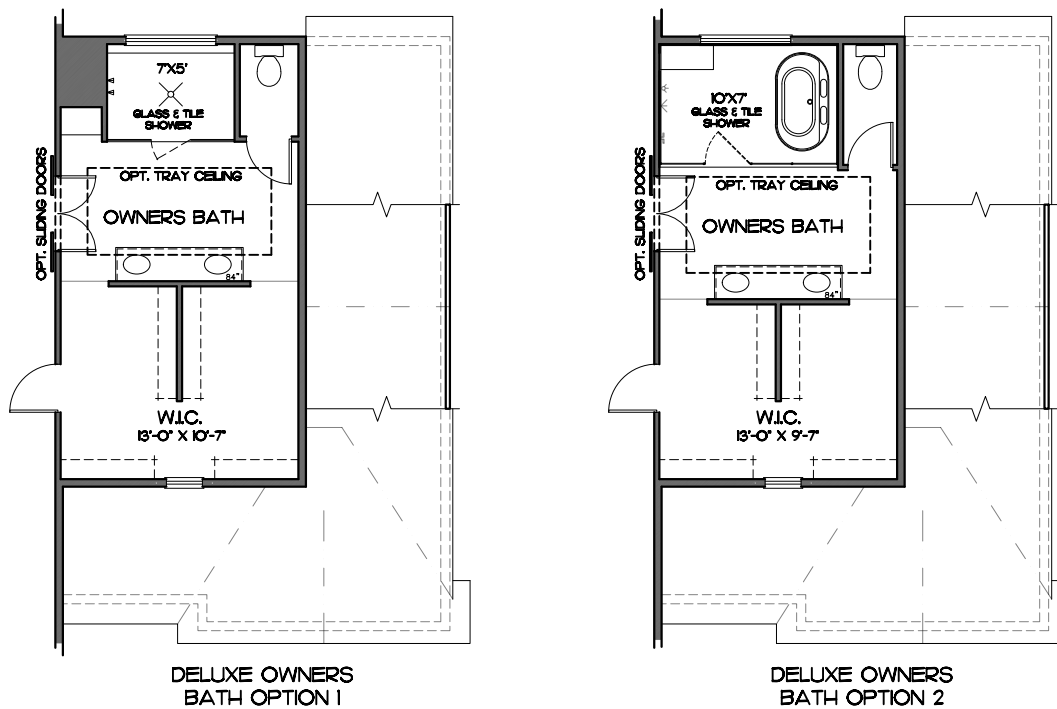 7'X5'
GLASS & TILE
SHOWER
OPT. TRAY CEILING
OPT. SLIDING DOORS
OWNERS BATH
84"
W.I.C.
13'-0" X 10'-7"
DELUXE OWNERS
BATH OPTION 1
10'X7'
GLASS & TILE
SHOWER
OPT. TRAY CEILING
OPT. SLIDING DOORS
OWNERS BATH
84"
W.I.C.
13'-0" X 9'-7"
DELUXE OWNERS
BATH OPTION 2